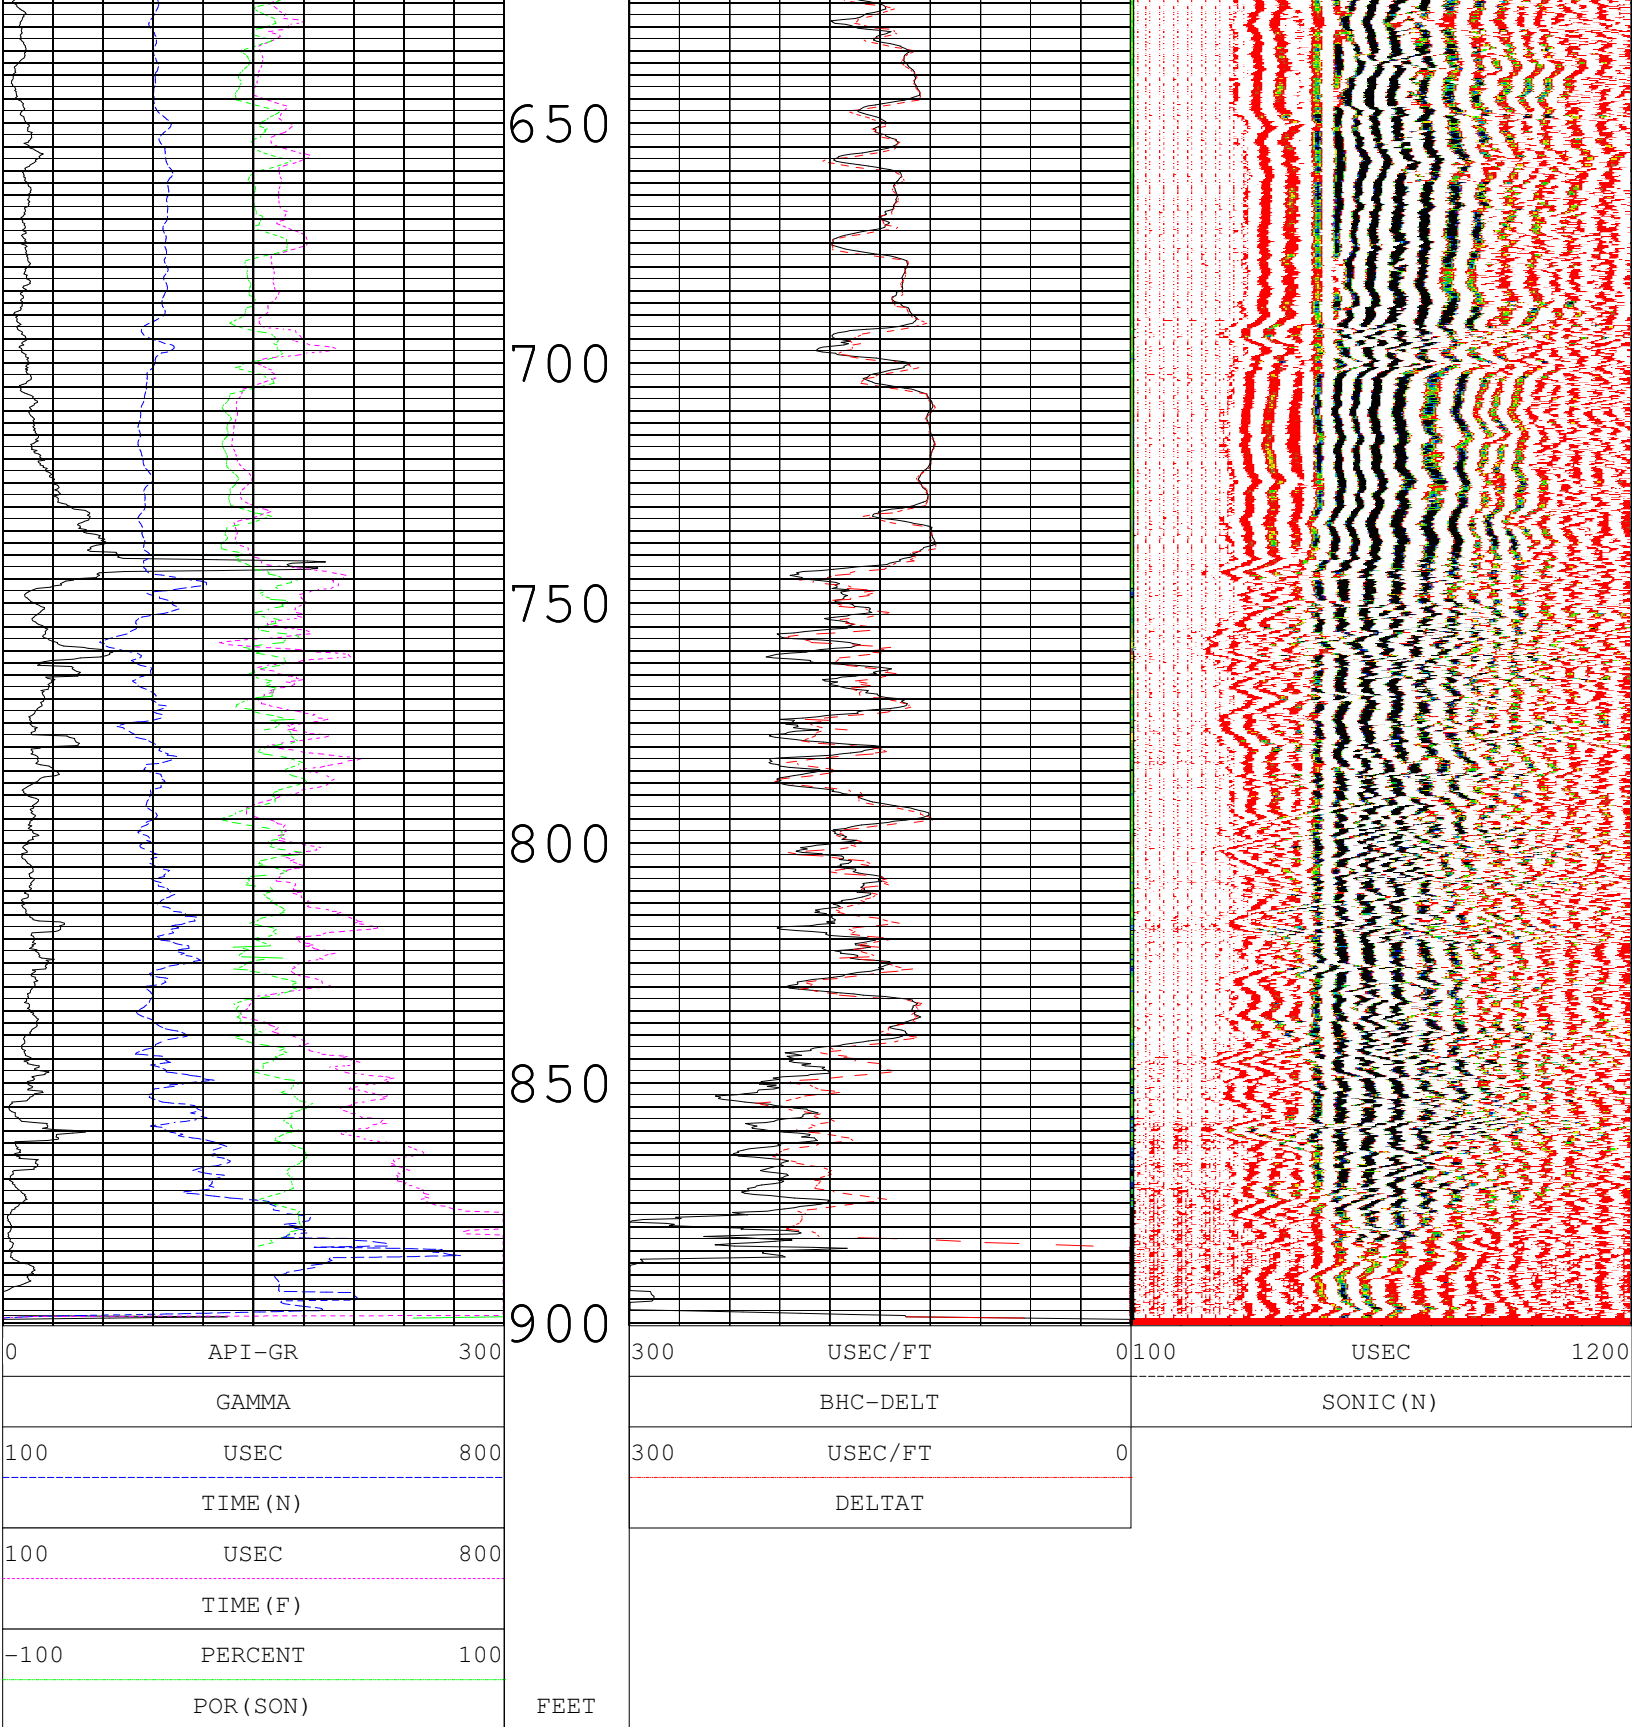 650
700
750
800
850
900
0 API-GR 300
GAMMA
100 USEC 800
TIME(N)
100 USEC 800
TIME(F)
-100 PERCENT 100
POR(SON)
FEET
300 USEC/FT 0
BHC-DELT
300 USEC/FT 0
DELTAT
100 USEC 1200
SONIC(N)